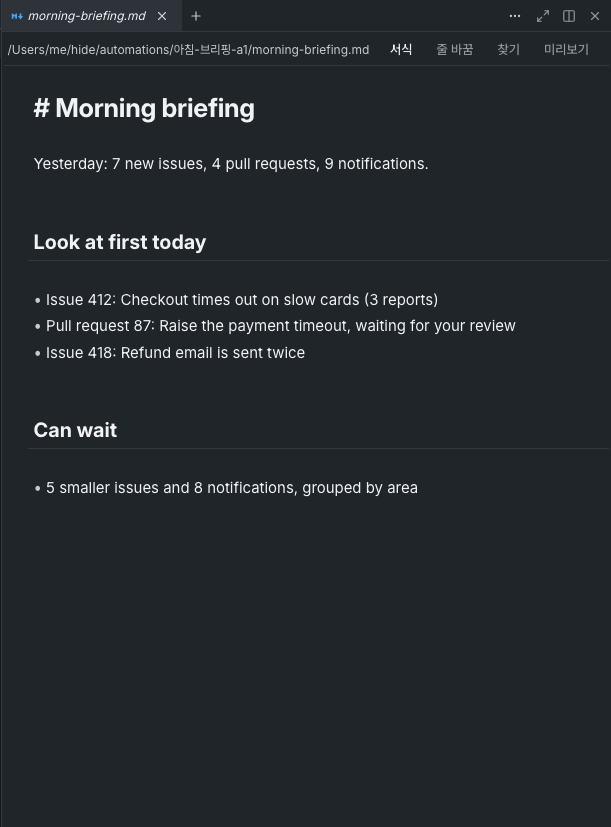 morning-briefing.md
/Users/me/hide/automations/아침-브리핑-a1/morning-briefing.md 서식 줄 바꿈 찾기 미리보기
# Morning briefing
Yesterday: 7 new issues, 4 pull requests, 9 notifications.
Look at first today
• Issue 412: Checkout times out on slow cards (3 reports)
• Pull request 87: Raise the payment timeout, waiting for your review
• Issue 418: Refund email is sent twice
Can wait
• 5 smaller issues and 8 notifications, grouped by area